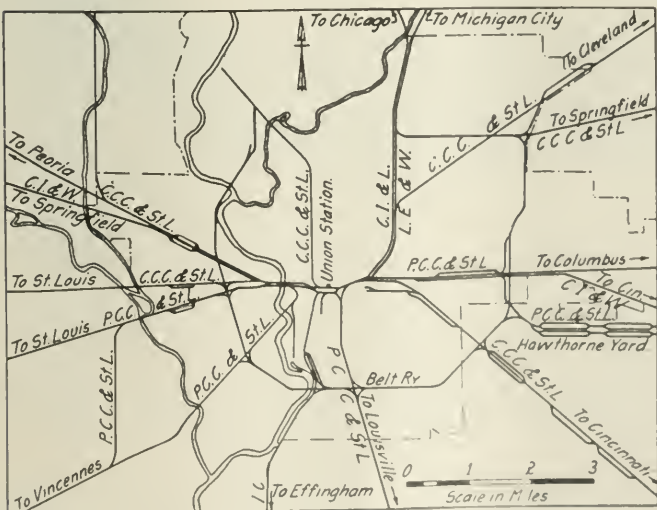 To Chicago
To Michigan City
To Cleveland
C.C.C. & St.L.
To Springfield
C C C & St L
To Peoria
C.I. & W.
To Springfield
C.C.C. & St.L.
C.C.C. & St.L.
Union Station.
C.I. & L.
L.E. & W.
P.C.C. & St.L
To Columbus
To Cin.
C I & W.
To St. Louis
C.C.C. & St.L.
P.C.C. & St.L
Hawthorne Yard
To St. Louis
P.C.C. & St.L
P.C.C. & St.L.
P.C.C. & St.L
P C C & St L
Belt Ry
C.C.C. & St L
To Cincinnati
To Louisville
To Vincennes
To Effingham
0 1 2 3
Scale in Miles